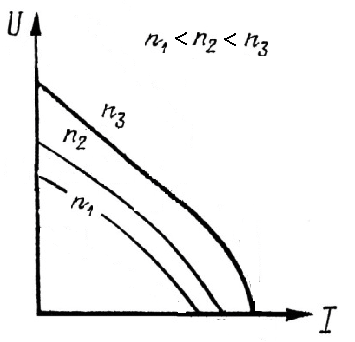 U
n₁ < n₂ < n₃
n₃
n₂
n₁
I